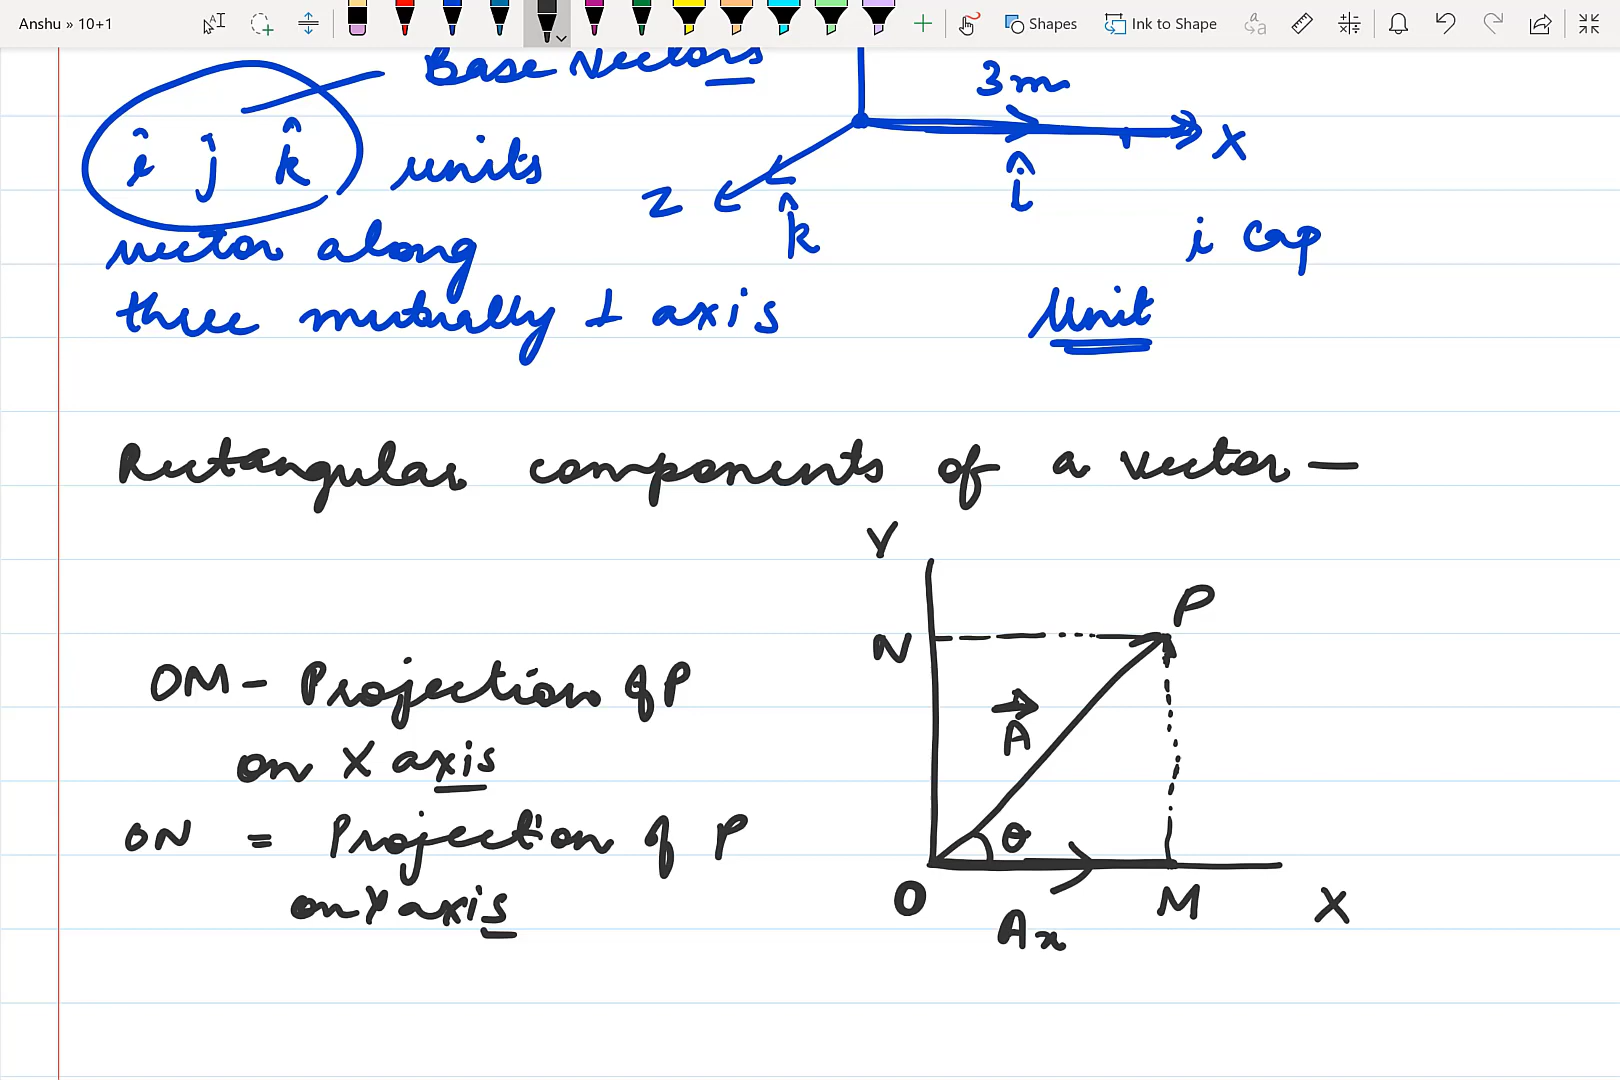 Anshu » 10+1
Shapes
Ink to Shape
Base Vectors
î ĵ k̂ units
vector along
three mutually ⊥ axis
3m
X
î
Z
k̂
i cap
Unit
Rectangular components of a vector —
Y
P
N
A⃗
θ
O
M
X
Ax
OM - Projection of P
on X axis
ON = Projection of P
on Y axis